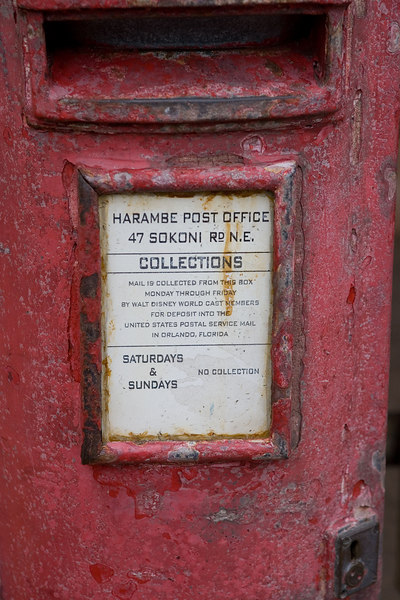 HARAMBE POST OFFICE
47 SOKONI RD N.E.
COLLECTIONS
MAIL IS COLLECTED FROM THIS BOX
MONDAY THROUGH FRIDAY
BY WALT DISNEY WORLD CAST MEMBERS
FOR DEPOSIT INTO THE
UNITED STATES POSTAL SERVICE MAIL
IN ORLANDO, FLORIDA
SATURDAYS
& NO COLLECTION
SUNDAYS